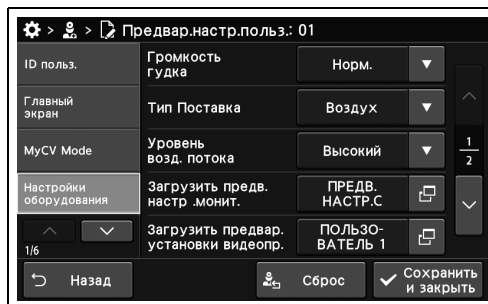 > > Предвар.настр.польз.: 01
ID польз.
Громкость
гудка
Норм.
Главный
экран
Тип Поставка
Воздух
MyCV Mode
Уровень
возд. потока
Высокий
1
2
Настройки
оборудования
Загрузить предв.
настр .монит.
ПРЕДВ.
НАСТР.С
1/6
Загрузить предвар.
установки видеопр.
ПОЛЬЗО-
ВАТЕЛЬ 1
Назад
Сброс
Сохранить
и закрыть